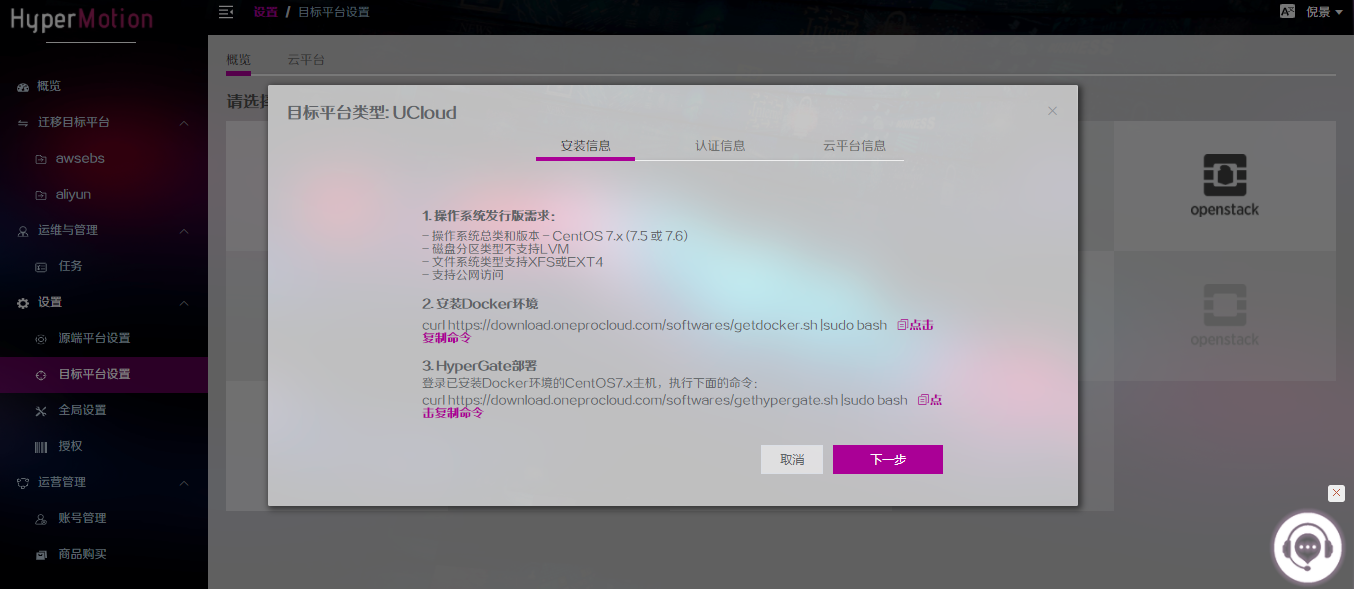 HyperMotion
设置 / 目标平台设置
倪景
概览
迁移目标平台
awsebs
aliyun
运维与管理
任务
设置
源端平台设置
目标平台设置
全局设置
授权
运营管理
账号管理
商品购买
概览
云平台
请选择
目标平台类型: UCloud
安装信息
认证信息
云平台信息
1. 操作系统发行版需求:
- 操作系统总类和版本 - CentOS 7.x (7.5 或 7.6)
- 磁盘分区类型不支持LVM
- 文件系统类型支持XFS或EXT4
- 支持公网访问
2. 安装Docker环境
curl https://download.oneprocloud.com/softwares/getdocker.sh |sudo bash 点击
复制命令
3. HyperGate部署
登录已安装Docker环境的CentOS7.x主机，执行下面的命令:
curl https://download.oneprocloud.com/softwares/gethypergate.sh |sudo bash 点
击复制命令
取消
下一步
openstack
openstack